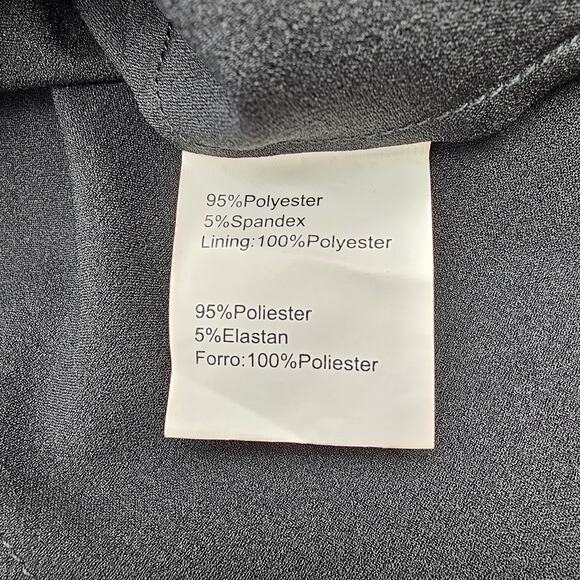 95%Polyester
5%Spandex
Lining:100%Polyester
95%Poliester
5%Elastan
Forro:100%Poliester